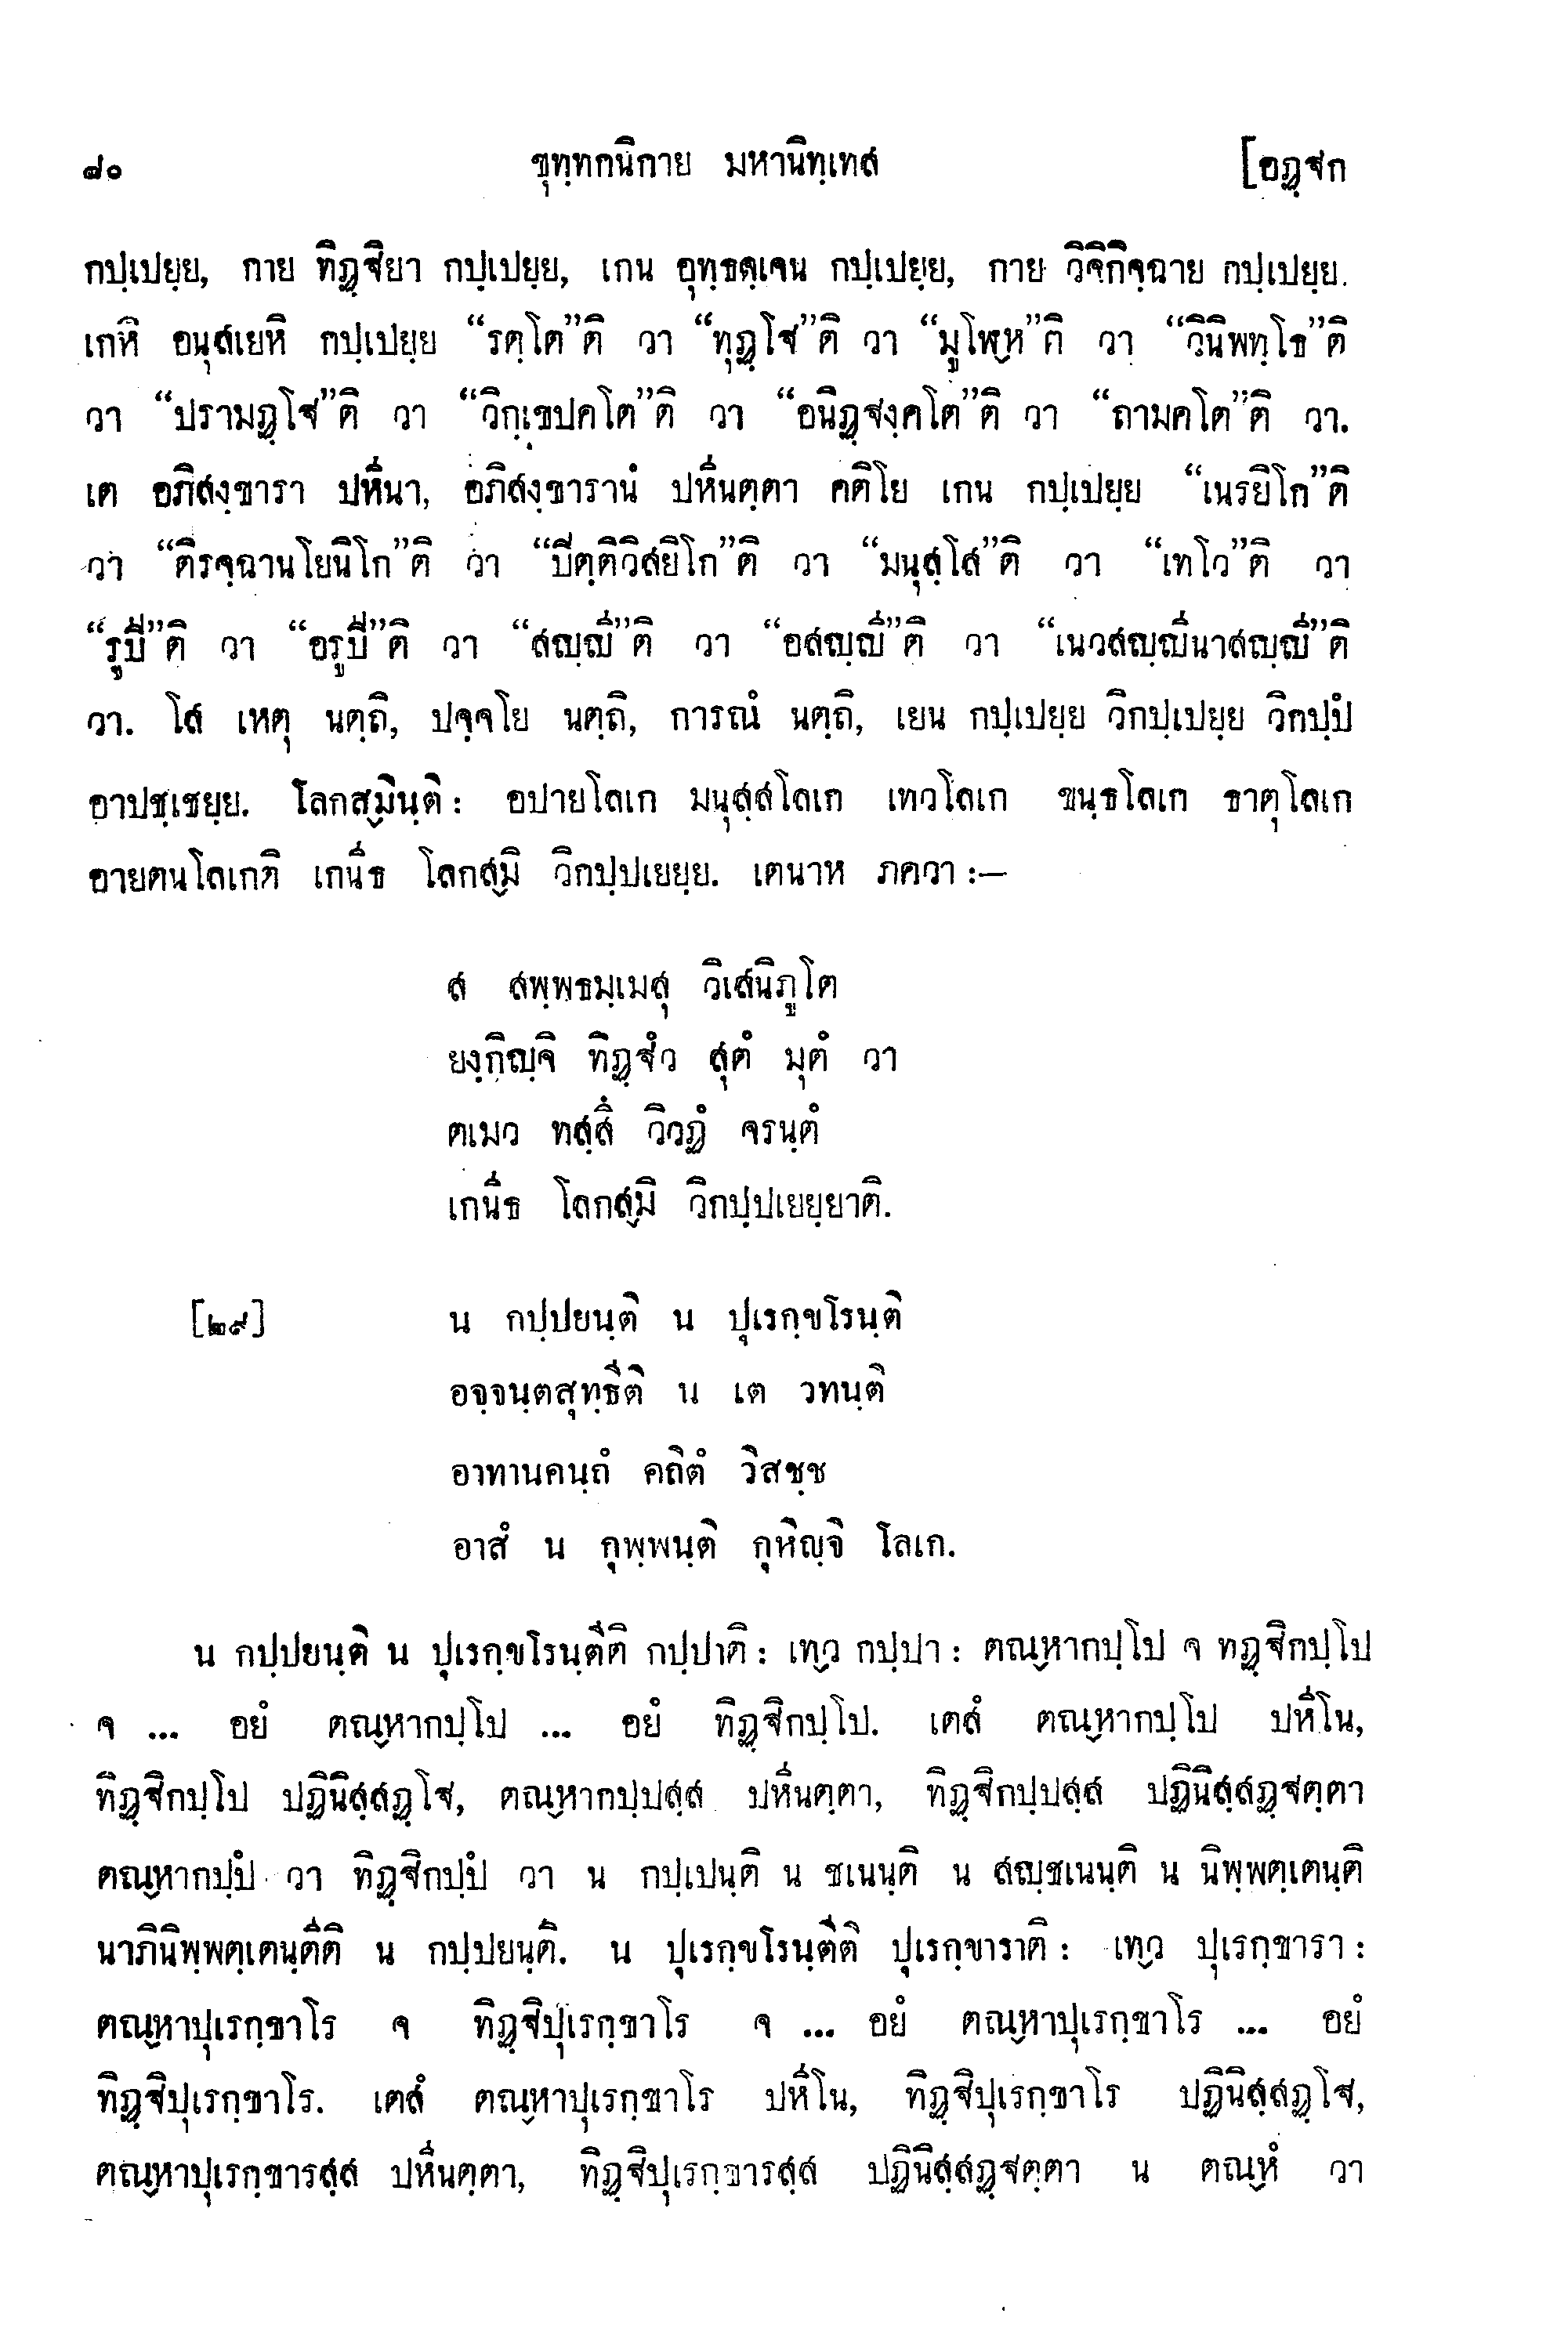 ๘๐ ขุทฺทกนิกาย มหานิทฺเทส [อฏฺฐก
กปฺเปยฺย, กาย ทิฏฺฐิยา กปฺเปยฺย, เกน อุทฺธจฺเจน กปฺเปยฺย, กาย วิจิกิจฺฉาย กปฺเปยฺย.
เกหิ อนุสเยหิ กปฺเปยฺย “รตฺโต”ติ วา “ทุฏฺโฐ”ติ วา “มูโฬฺห”ติ วา “วินิพทฺโธ”ติ
วา “ปรามฏฺโฐ”ติ วา “วิกฺเขปคโต”ติ วา “อนิฏฺฐงฺคโต”ติ วา “ถามคโต”ติ วา.
เต อภิสงฺขารา ปหีนา, อภิสงฺขารานํ ปหีนตฺตา คติโย เกน กปฺเปยฺย “เนรยิโก”ติ
วา “ติรจฺฉานโยนิโก”ติ วา “ปีตฺติวิสยิโก”ติ วา “มนุสฺโส”ติ วา “เทโว”ติ วา
“รูปี”ติ วา “อรูปี”ติ วา “สญฺญี”ติ วา “อสญฺญี”ติ วา “เนวสญฺญีนาสญฺญี”ติ
วา. โส เหตุ นตฺถิ, ปจฺจโย นตฺถิ, การณํ นตฺถิ, เยน กปฺเปยฺย วิกปฺเปยฺย วิกปฺปํ
อาปชฺเชยฺย. โลกสฺมินฺติ: อปายโลเก มนุสฺสโลเก เทวโลเก ขนฺธโลเก ธาตุโลเก
อายตนโลเกติ เกนีธ โลกสฺมิ วิกปฺปเยยฺย. เตนาห ภควา :—
ส สพฺพธมฺเมสุ วิเสนิภูโต
ยงฺกิญฺจิ ทิฏฺฐํว สุตํ มุตํ วา
ตเมว ทสฺสึ วิวฏํ จรนฺตํ
เกนีธ โลกสฺมิ วิกปฺปเยยฺยาติ.
[๒๙] น กปฺปยนฺติ น ปุเรกฺขโรนฺติ
อจฺจนฺตสุทฺธีติ น เต วทนฺติ
อาทานคนฺถํ คถิตํ วิสชฺช
อาสํ น กุพฺพนฺติ กุหิญฺจิ โลเก.
น กปฺปยนฺติ น ปุเรกฺขโรนฺตีติ กปฺปาติ: เทฺว กปฺปา: ตณฺหากปฺโป จ ทฏฺฐิกปฺโป
จ ... อยํ ตณฺหากปฺโป ... อยํ ทิฏฺฐิกปฺโป. เตสํ ตณฺหากปฺโป ปหีโน,
ทิฏฺฐิกปฺโป ปฏินิสฺสฏฺโฐ, ตณฺหากปฺปสฺส ปหีนตฺตา, ทิฏฺฐิกปฺปสฺส ปฏินิสฺสฏฺฐตฺตา
ตณฺหากปฺปํ วา ทิฏฺฐิกปฺปํ วา น กปฺเปนฺติ น ชเนนฺติ น สญฺชเนนฺติ น นิพฺพตฺเตนฺติ
นาภินิพฺพตฺเตนฺตีติ น กปฺปยนฺติ. น ปุเรกฺขโรนฺตีติ ปุเรกฺขาราติ: เทฺว ปุเรกฺขารา:
ตณฺหาปุเรกฺขาโร จ ทิฏฺฐิปุเรกฺขาโร จ ... อยํ ตณฺหาปุเรกฺขาโร ... อยํ
ทิฏฺฐิปุเรกฺขาโร. เตสํ ตณฺหาปุเรกฺขาโร ปหีโน, ทิฏฺฐิปุเรกฺขาโร ปฏินิสฺสฏฺโฐ,
ตณฺหาปุเรกฺขารสฺส ปหีนตฺตา, ทิฏฺฐิปุเรกฺขารสฺส ปฏินิสฺสฏฺฐตฺตา น ตณฺหํ วา